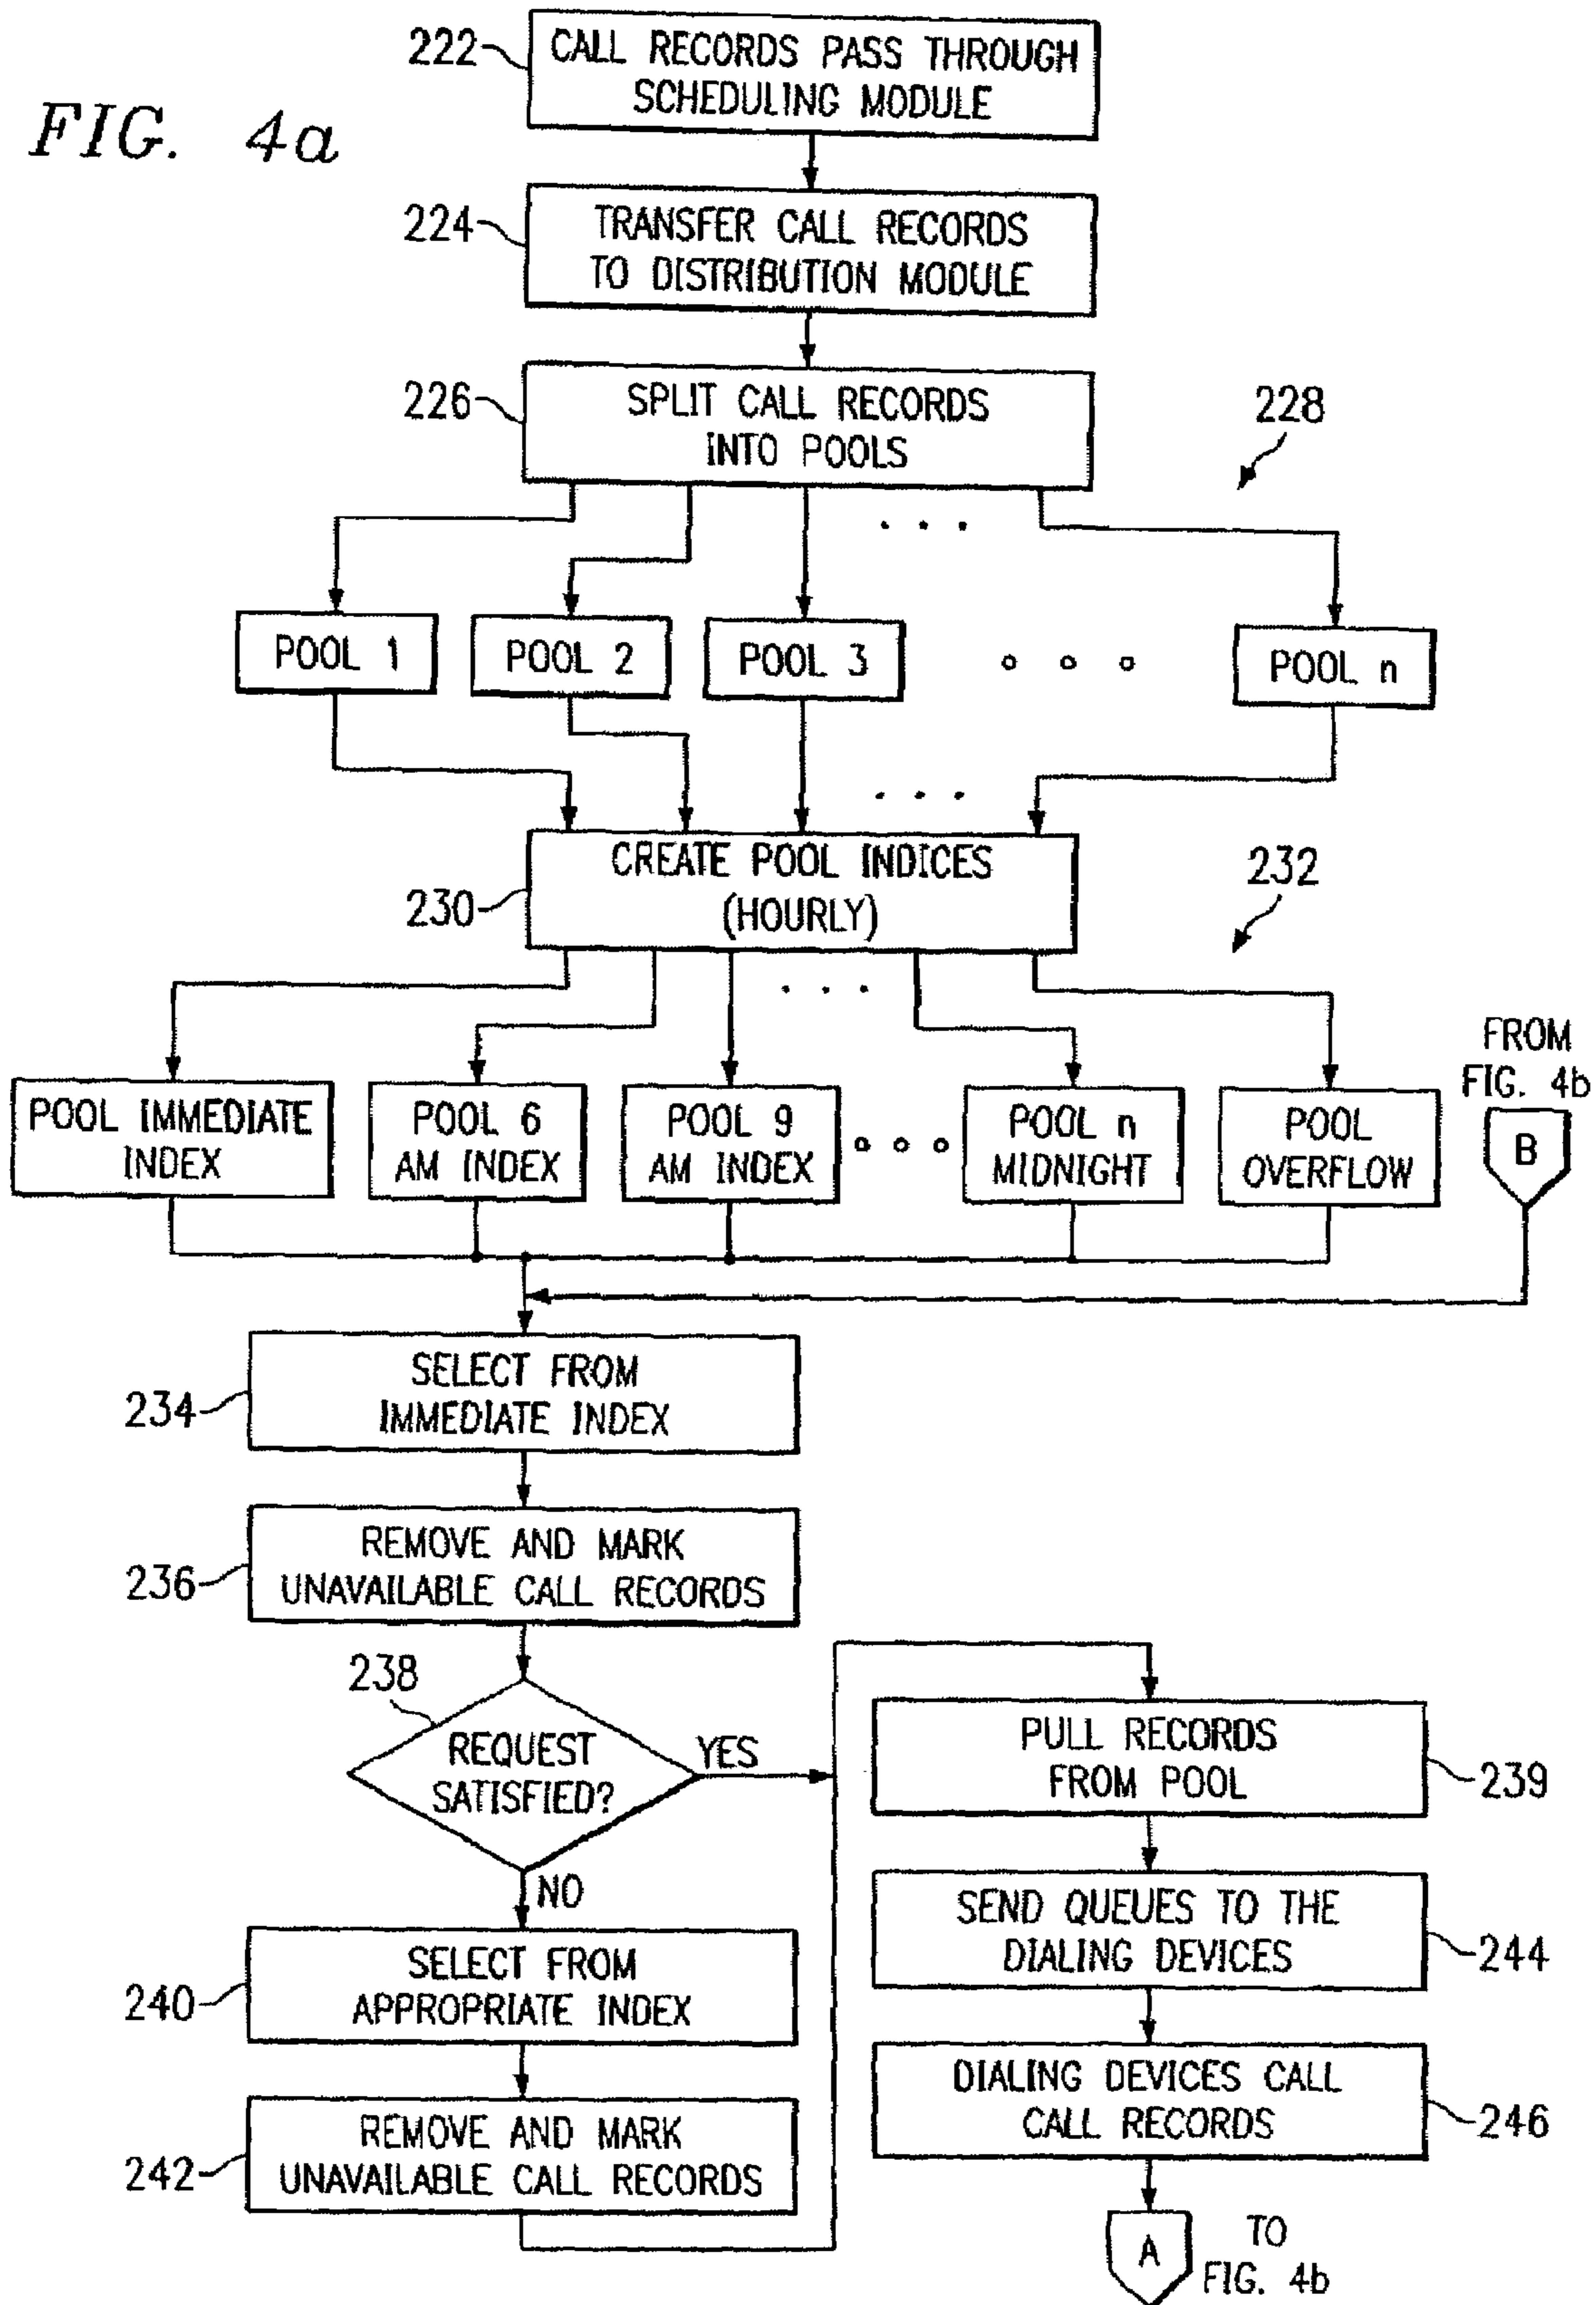 FIG. 4a
222
CALL RECORDS PASS THROUGH
SCHEDULING MODULE
224
TRANSFER CALL RECORDS
TO DISTRIBUTION MODULE
226
SPLIT CALL RECORDS
INTO POOLS
228
POOL 1
POOL 2
POOL 3
POOL n
230
CREATE POOL INDICES
(HOURLY)
232
POOL IMMEDIATE
INDEX
POOL 6
AM INDEX
POOL 9
AM INDEX
POOL n
MIDNIGHT
POOL
OVERFLOW
FROM
FIG. 4b
B
234
SELECT FROM
IMMEDIATE INDEX
236
REMOVE AND MARK
UNAVAILABLE CALL RECORDS
238
REQUEST
SATISFIED?
YES
NO
240
SELECT FROM
APPROPRIATE INDEX
242
REMOVE AND MARK
UNAVAILABLE CALL RECORDS
PULL RECORDS
FROM POOL
239
SEND QUEUES TO THE
DIALING DEVICES
244
DIALING DEVICES CALL
CALL RECORDS
246
A
TO
FIG. 4b